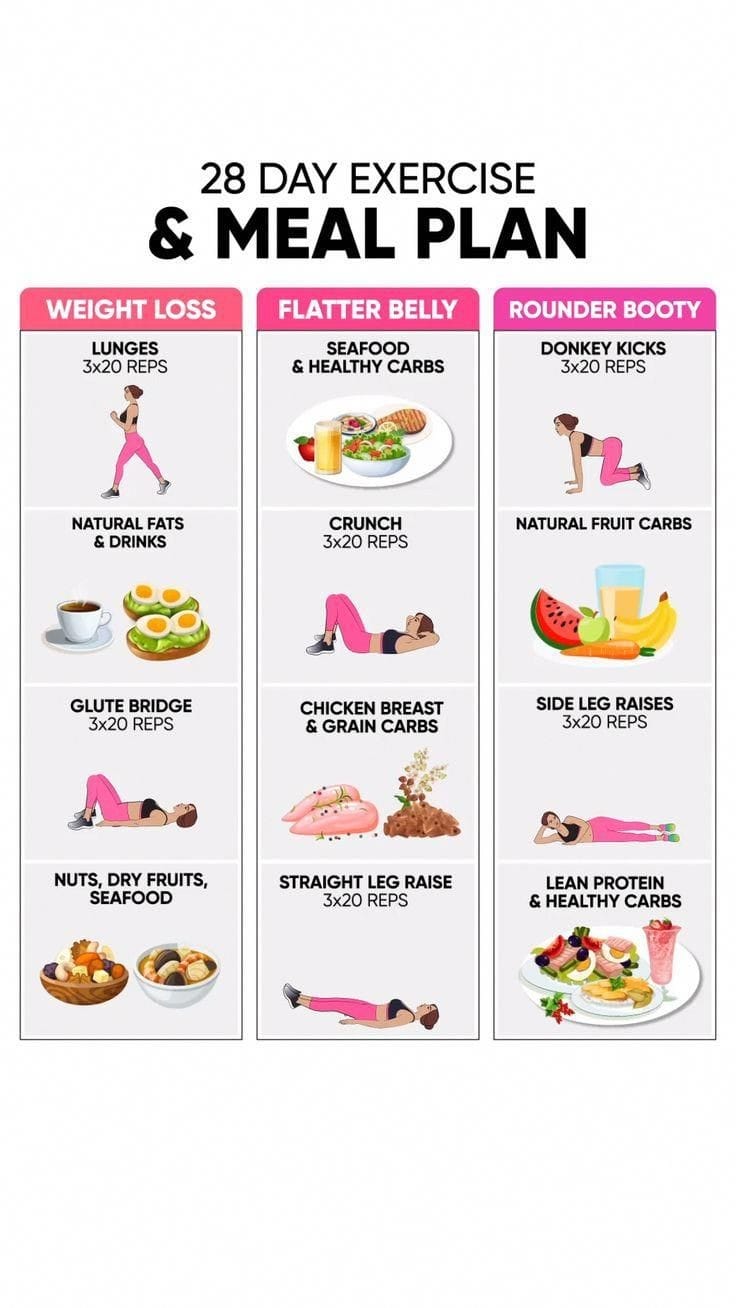 28 DAY EXERCISE
& MEAL PLAN
WEIGHT LOSS
LUNGES
3x20 REPS
NATURAL FATS
& DRINKS
GLUTE BRIDGE
3x20 REPS
NUTS, DRY FRUITS,
SEAFOOD
FLATTER BELLY
SEAFOOD
& HEALTHY CARBS
CRUNCH
3x20 REPS
CHICKEN BREAST
& GRAIN CARBS
STRAIGHT LEG RAISE
3x20 REPS
ROUNDER BOOTY
DONKEY KICKS
3x20 REPS
NATURAL FRUIT CARBS
SIDE LEG RAISES
3x20 REPS
LEAN PROTEIN
& HEALTHY CARBS